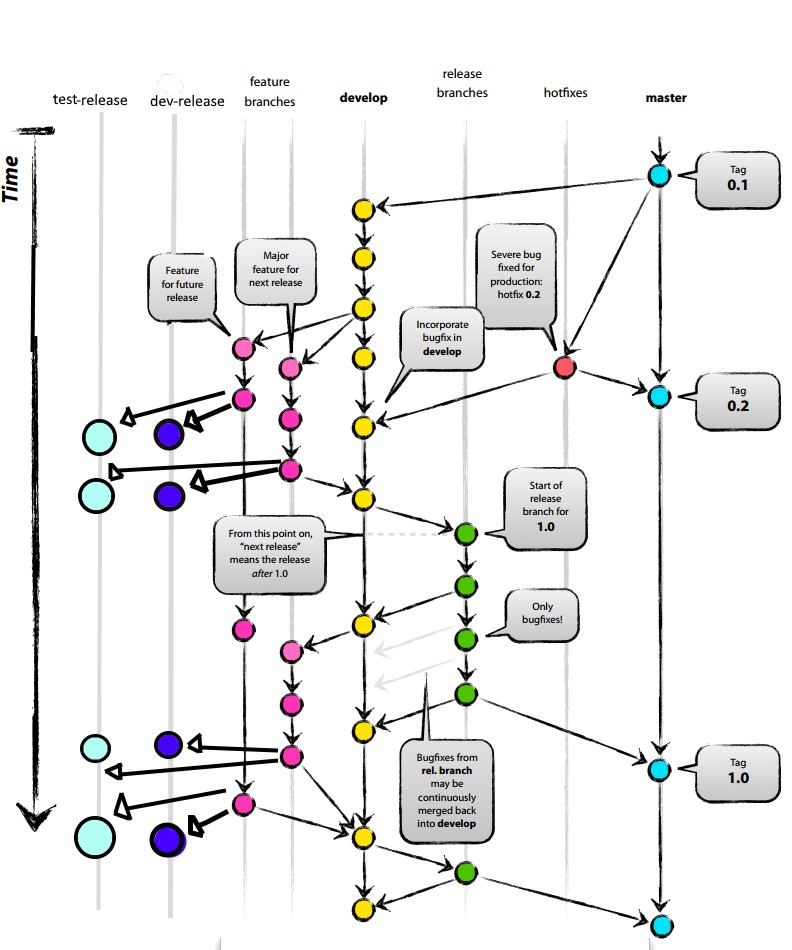 test-release
dev-release
feature
branches
develop
release
branches
hotfixes
master
Time
Tag
0.1
Feature
for future
release
Major
feature for
next release
Severe bug
fixed for
production:
hotfix 0.2
Incorporate
bugfix in
develop
Tag
0.2
Start of
release
branch for
1.0
From this point on,
“next release”
means the release
after 1.0
Only
bugfixes!
Bugfixes from
rel. branch
may be
continuously
merged back
into develop
Tag
1.0